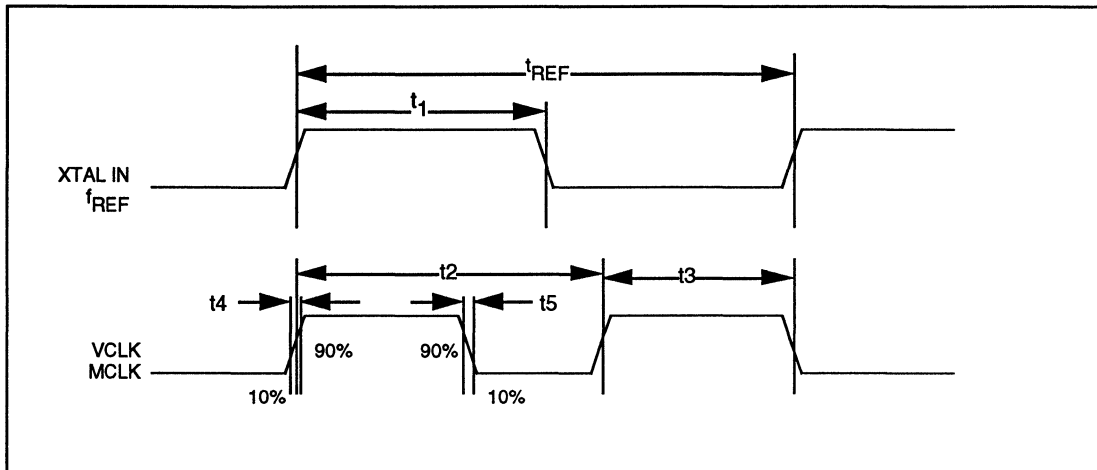 tREF
t1
XTAL IN
fREF
t2
t3
t4
t5
VCLK
MCLK
90%
90%
10%
10%